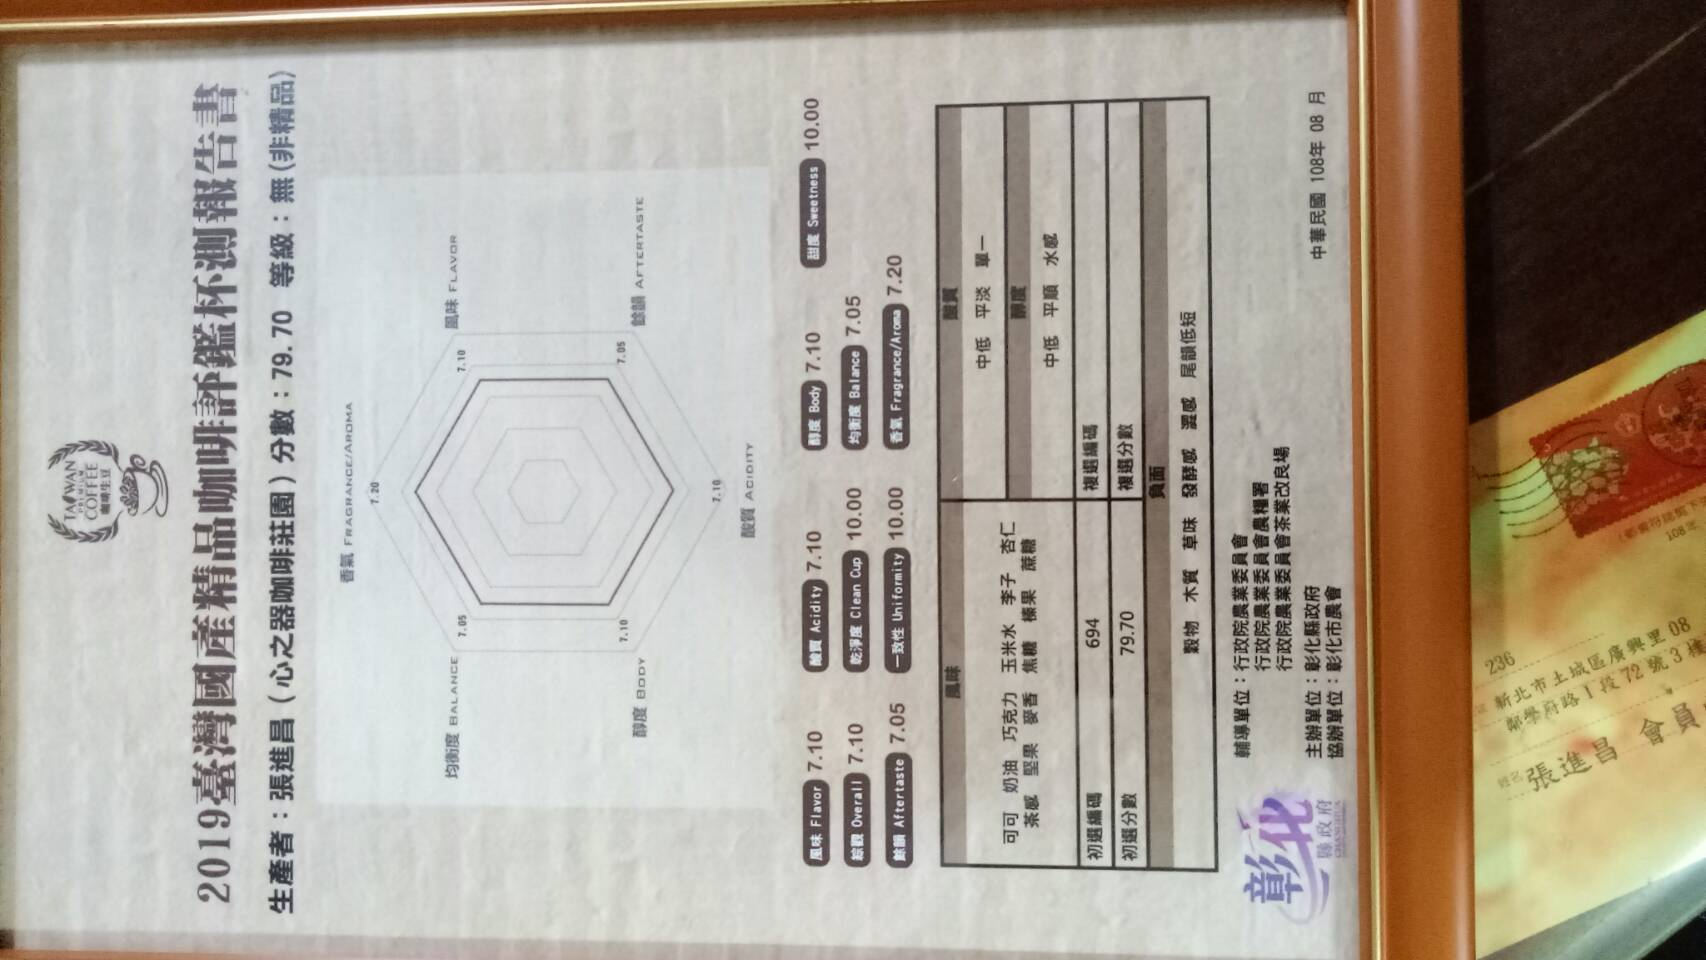 TAIWAN
PREMIUM
COFFEE
咖啡生豆
2019臺灣國產精品咖啡評鑑杯測報告書
生產者：張進昌（心之器咖啡莊園）分數：79.70 等級：無(非精品)
香氣 FRAGRANCE/AROMA
7.20
均衡度 BALANCE
7.05
7.10
風味 FLAVOR
醇度 BODY
7.10
7.05
餘韻 AFTERTASTE
7.10
酸質 ACIDITY
風味 Flavor 7.10 酸質 Acidity 7.10 醇度 Body 7.10 甜度 Sweetness 10.00
綜觀 Overall 7.10 乾淨度 Clean Cup 10.00 均衡度 Balance 7.05
餘韻 Aftertaste 7.05 一致性 Uniformity 10.00 香氣 Fragrance/Aroma 7.20
風味 酸質
可可 奶油 巧克力 玉米水 李子 杏仁 中低 平淡 單一
茶感 堅果 麥香 焦糖 榛果 蔗糖
醇度
中低 平順 水感
初選編碼 694 複選編碼
初選分數 79.70 複選分數
負面
穀物 木質 草味 發酵感 澀感 尾韻低短
輔導單位：行政院農業委員會
行政院農業委員會農糧署
行政院農業委員會茶業改良場
主辦單位：彰化縣政府
協辦單位：彰化市農會
中華民國 108年 08 月
彰化
縣政府
236
新北市土城區廣興里 08
鄰學府路1段72號3樓
姓名 張進昌 會員